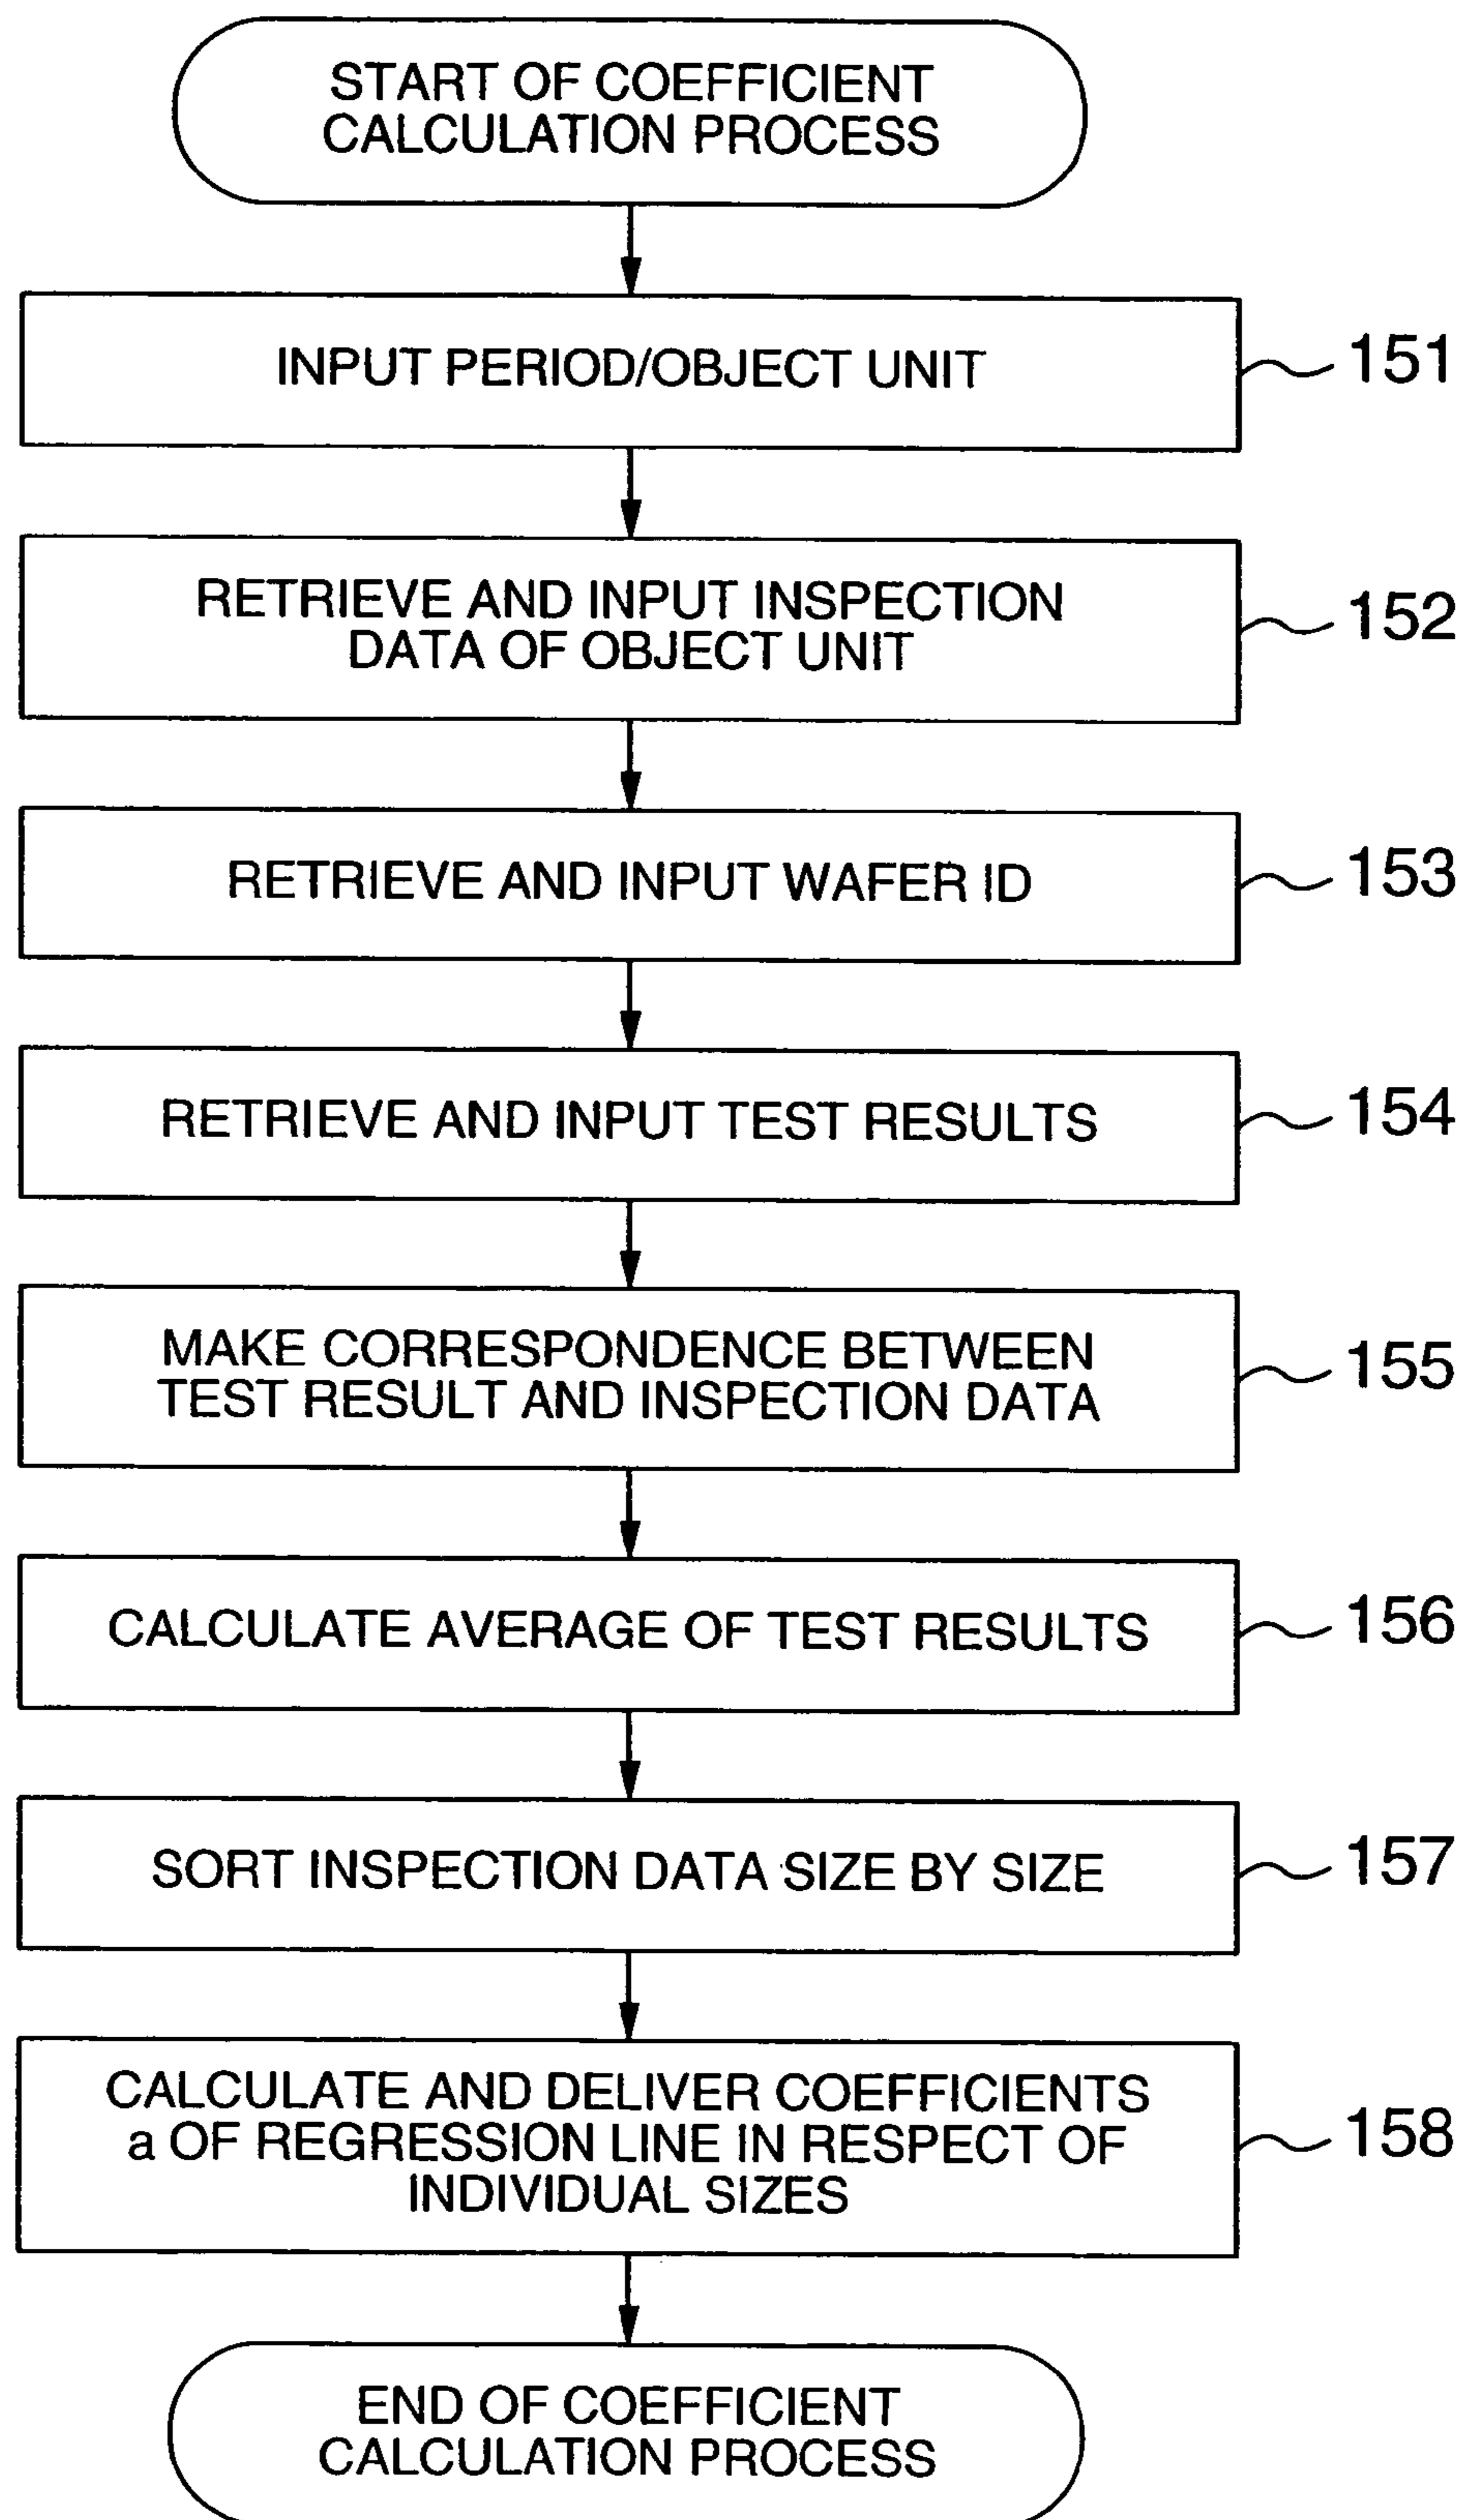 START OF COEFFICIENT
CALCULATION PROCESS
INPUT PERIOD/OBJECT UNIT
151
RETRIEVE AND INPUT INSPECTION
DATA OF OBJECT UNIT
152
RETRIEVE AND INPUT WAFER ID
153
RETRIEVE AND INPUT TEST RESULTS
154
MAKE CORRESPONDENCE BETWEEN
TEST RESULT AND INSPECTION DATA
155
CALCULATE AVERAGE OF TEST RESULTS
156
SORT INSPECTION DATA SIZE BY SIZE
157
CALCULATE AND DELIVER COEFFICIENTS
a OF REGRESSION LINE IN RESPECT OF
INDIVIDUAL SIZES
158
END OF COEFFICIENT
CALCULATION PROCESS